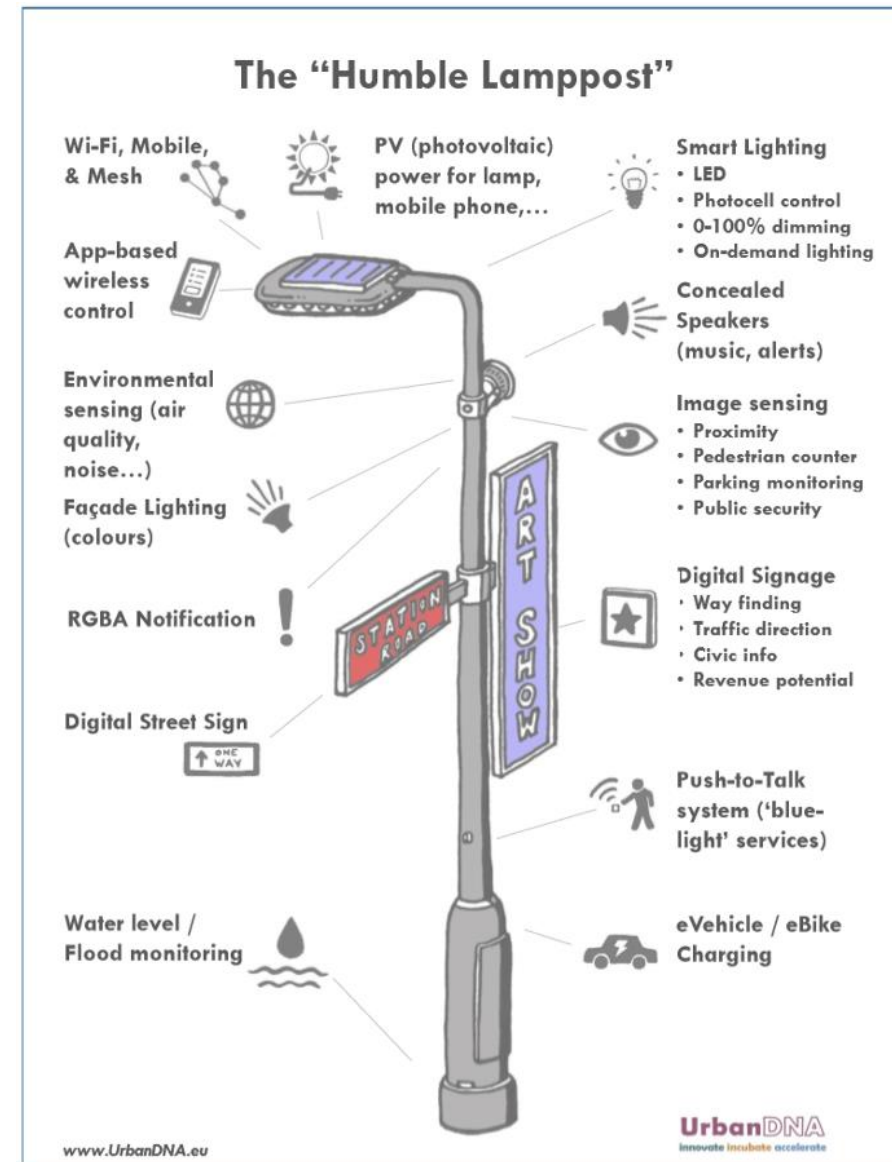 The “Humble Lamppost”
Wi-Fi, Mobile,
& Mesh
PV (photovoltaic)
power for lamp,
mobile phone,…
Smart Lighting
• LED
• Photocell control
• 0-100% dimming
• On-demand lighting
App-based
wireless
control
Concealed
Speakers
(music, alerts)
Environmental
sensing (air
quality,
noise…)
Image sensing
• Proximity
• Pedestrian counter
• Parking monitoring
• Public security
Façade Lighting
(colours)
ART SHOW
RGBA Notification
STATION
ROAD
Digital Signage
• Way finding
• Traffic direction
• Civic info
• Revenue potential
Digital Street Sign
ONE
WAY
Push-to-Talk
system (‘blue-
light’ services)
Water level /
Flood monitoring
eVehicle / eBike
Charging
www.UrbanDNA.eu
UrbanDNA
innovate incubate accelerate